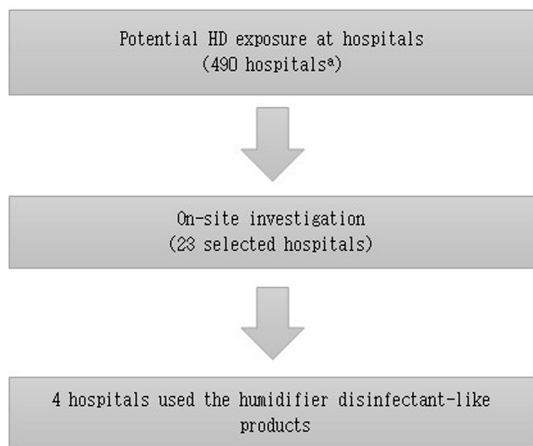 Potential HD exposure at hospitals
(490 hospitalsª)
On-site investigation
(23 selected hospitals)
4 hospitals used the humidifier disinfectant-like
products